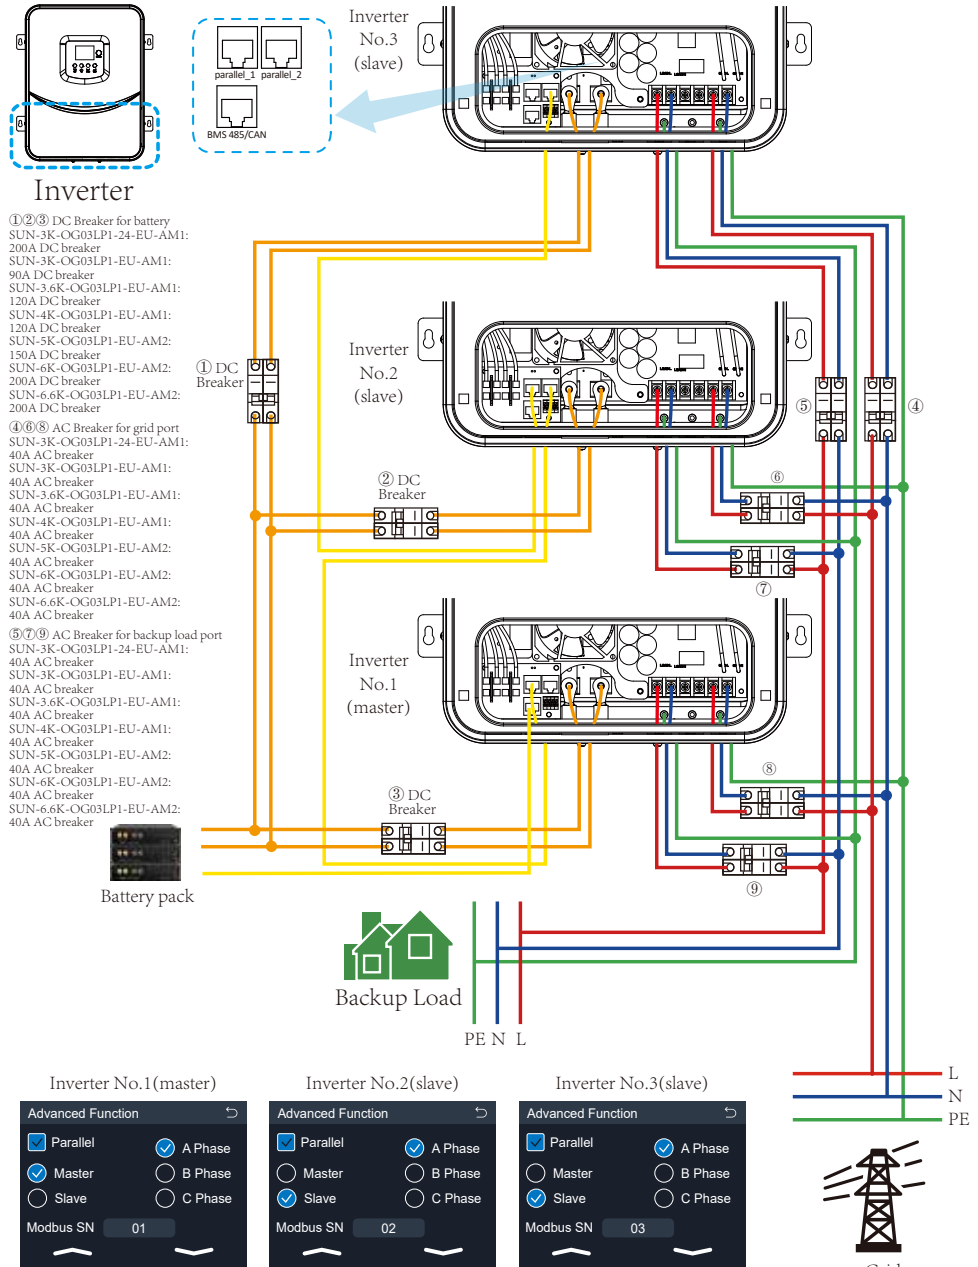 parallel_1 parallel_2
BMS 485/CAN
Inverter
Inverter
No.3
(slave)
①②③ DC Breaker for battery
SUN-3K-OG03LP1-24-EU-AM1:
200A DC breaker
SUN-3K-OG03LP1-EU-AM1:
90A DC breaker
SUN-3.6K-OG03LP1-EU-AM1:
120A DC breaker
SUN-4K-OG03LP1-EU-AM1:
120A DC breaker
SUN-5K-OG03LP1-EU-AM2:
150A DC breaker
SUN-6K-OG03LP1-EU-AM2:
200A DC breaker
SUN-6.6K-OG03LP1-EU-AM2:
200A DC breaker
④⑥⑧ AC Breaker for grid port
SUN-3K-OG03LP1-24-EU-AM1:
40A AC breaker
SUN-3K-OG03LP1-EU-AM1:
40A AC breaker
SUN-3.6K-OG03LP1-EU-AM1:
40A AC breaker
SUN-4K-OG03LP1-EU-AM1:
40A AC breaker
SUN-5K-OG03LP1-EU-AM2:
40A AC breaker
SUN-6K-OG03LP1-EU-AM2:
40A AC breaker
SUN-6.6K-OG03LP1-EU-AM2:
40A AC breaker
⑤⑦⑨ AC Breaker for backup load port
SUN-3K-OG03LP1-24-EU-AM1:
40A AC breaker
SUN-3K-OG03LP1-EU-AM1:
40A AC breaker
SUN-3.6K-OG03LP1-EU-AM1:
40A AC breaker
SUN-4K-OG03LP1-EU-AM1:
40A AC breaker
SUN-5K-OG03LP1-EU-AM2:
40A AC breaker
SUN-6K-OG03LP1-EU-AM2:
40A AC breaker
SUN-6.6K-OG03LP1-EU-AM2:
40A AC breaker
① DC
Breaker
Inverter
No.2
(slave)
⑤
④
② DC
Breaker
⑥
⑦
Inverter
No.1
(master)
③ DC
Breaker
⑧
⑨
Battery pack
Backup Load
PE N L
L
N
PE
Inverter No.1(master)
Advanced Function
Parallel
A Phase
Master
B Phase
Slave
C Phase
Modbus SN 01
Inverter No.2(slave)
Advanced Function
Parallel
A Phase
Master
B Phase
Slave
C Phase
Modbus SN 02
Inverter No.3(slave)
Advanced Function
Parallel
A Phase
Master
B Phase
Slave
C Phase
Modbus SN 03